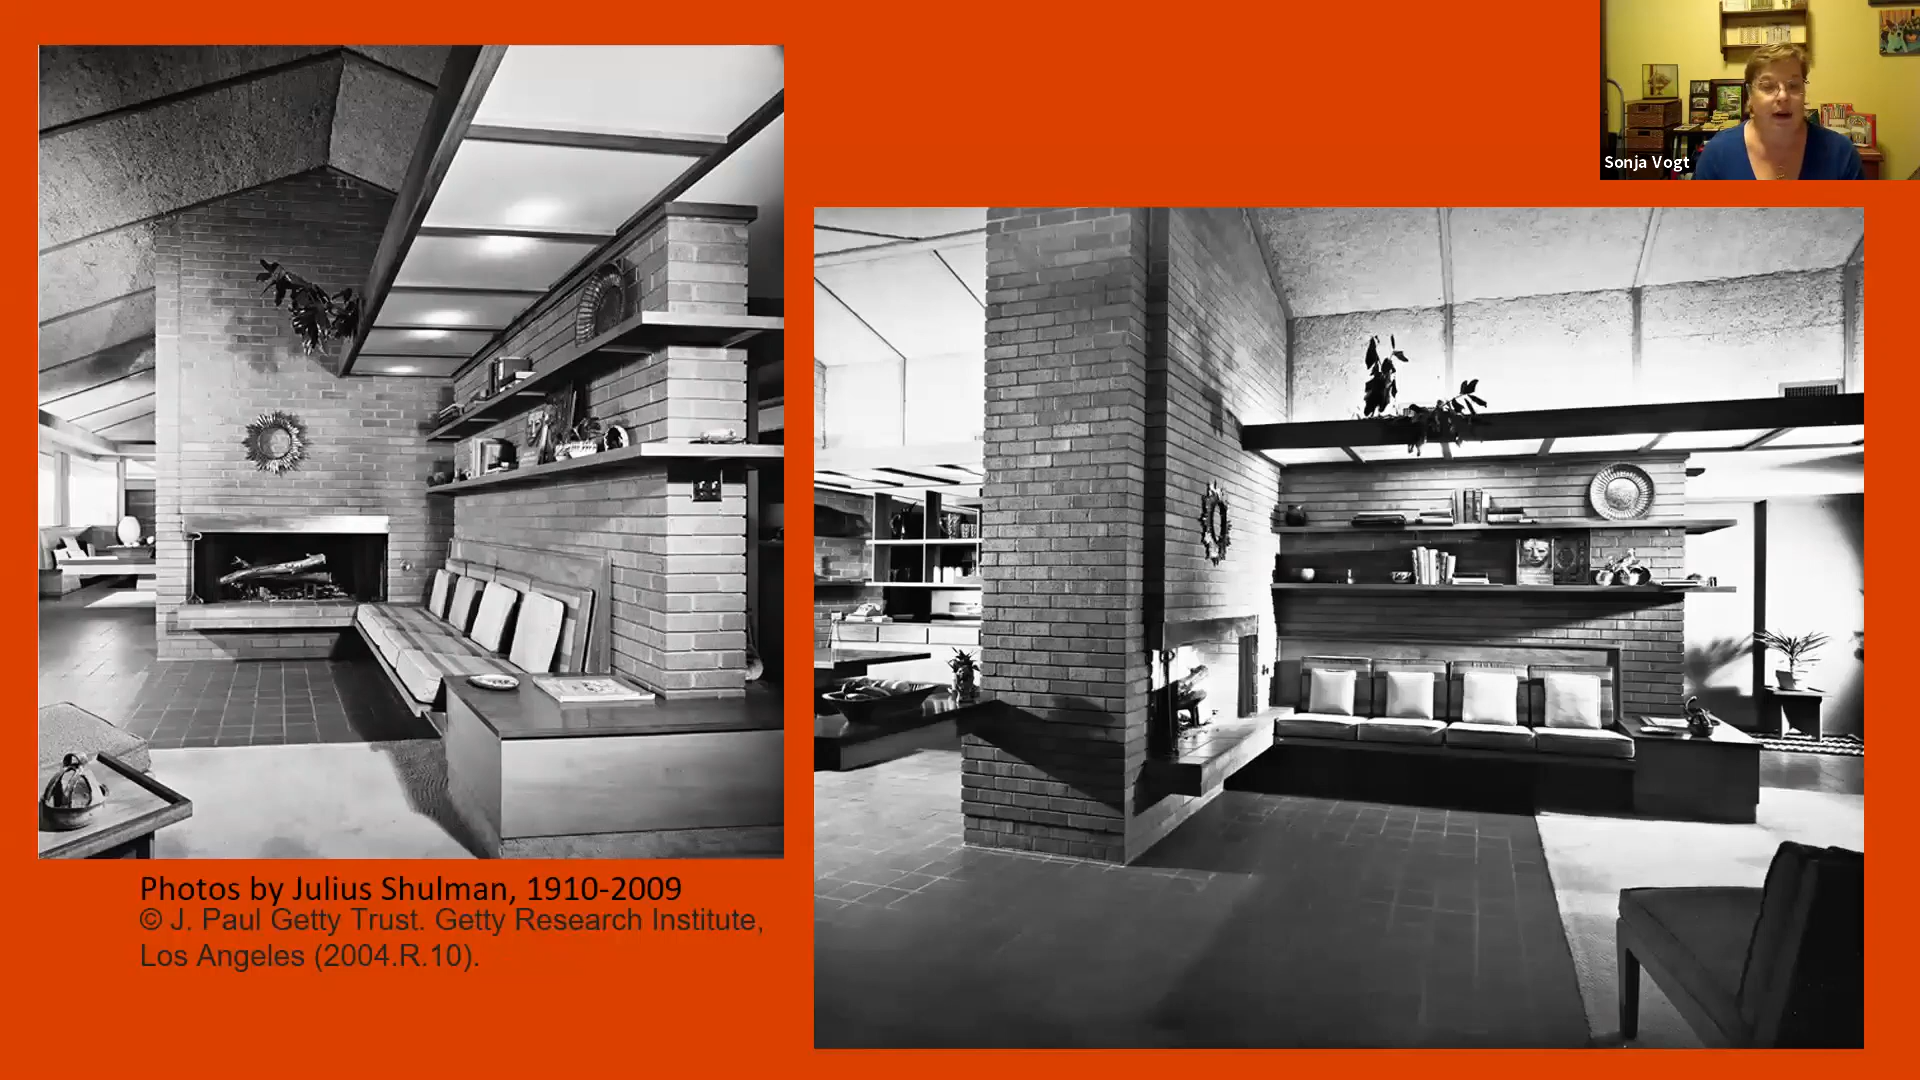 Sonja Vogt
Photos by Julius Shulman, 1910-2009
© J. Paul Getty Trust. Getty Research Institute,
Los Angeles (2004.R.10).